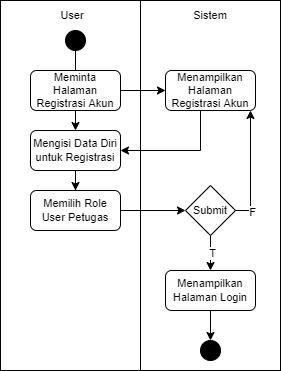 User
Sistem
Meminta
Halaman
Registrasi Akun
Menampilkan
Halaman
Registrasi Akun
Mengisi Data Diri
untuk Registrasi
Memilih Role
User Petugas
Submit
F
T
Menampilkan
Halaman Login